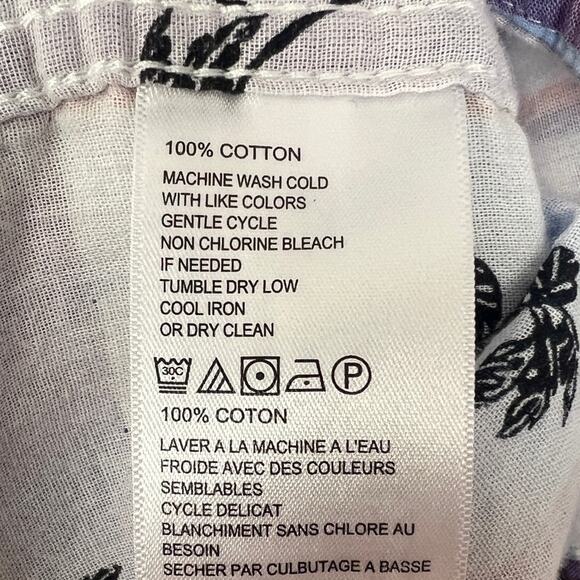 100% COTTON
MACHINE WASH COLD
WITH LIKE COLORS
GENTLE CYCLE
NON CHLORINE BLEACH
IF NEEDED
TUMBLE DRY LOW
COOL IRON
OR DRY CLEAN
30C P
100% COTON
LAVER A LA MACHINE A L'EAU
FROIDE AVEC DES COULEURS
SEMBLABLES
CYCLE DELICAT
BLANCHIMENT SANS CHLORE AU
BESOIN
SECHER PAR CULBUTAGE A BASSE